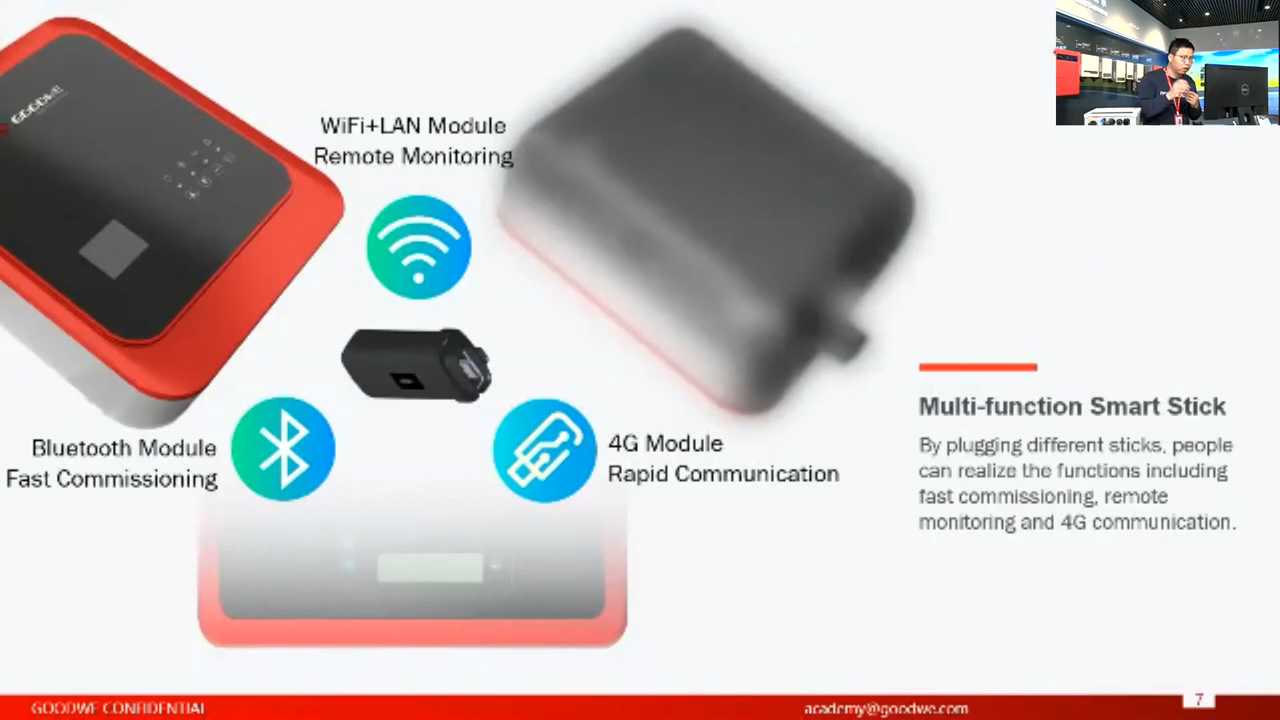 GOODWE
WiFi+LAN Module
Remote Monitoring
Bluetooth Module
Fast Commissioning
4G Module
Rapid Communication
Multi-function Smart Stick
By plugging different sticks, people
can realize the functions including
fast commissioning, remote
monitoring and 4G communication.
GOODWE CONFIDENTIAL
academy@goodwe.com
7